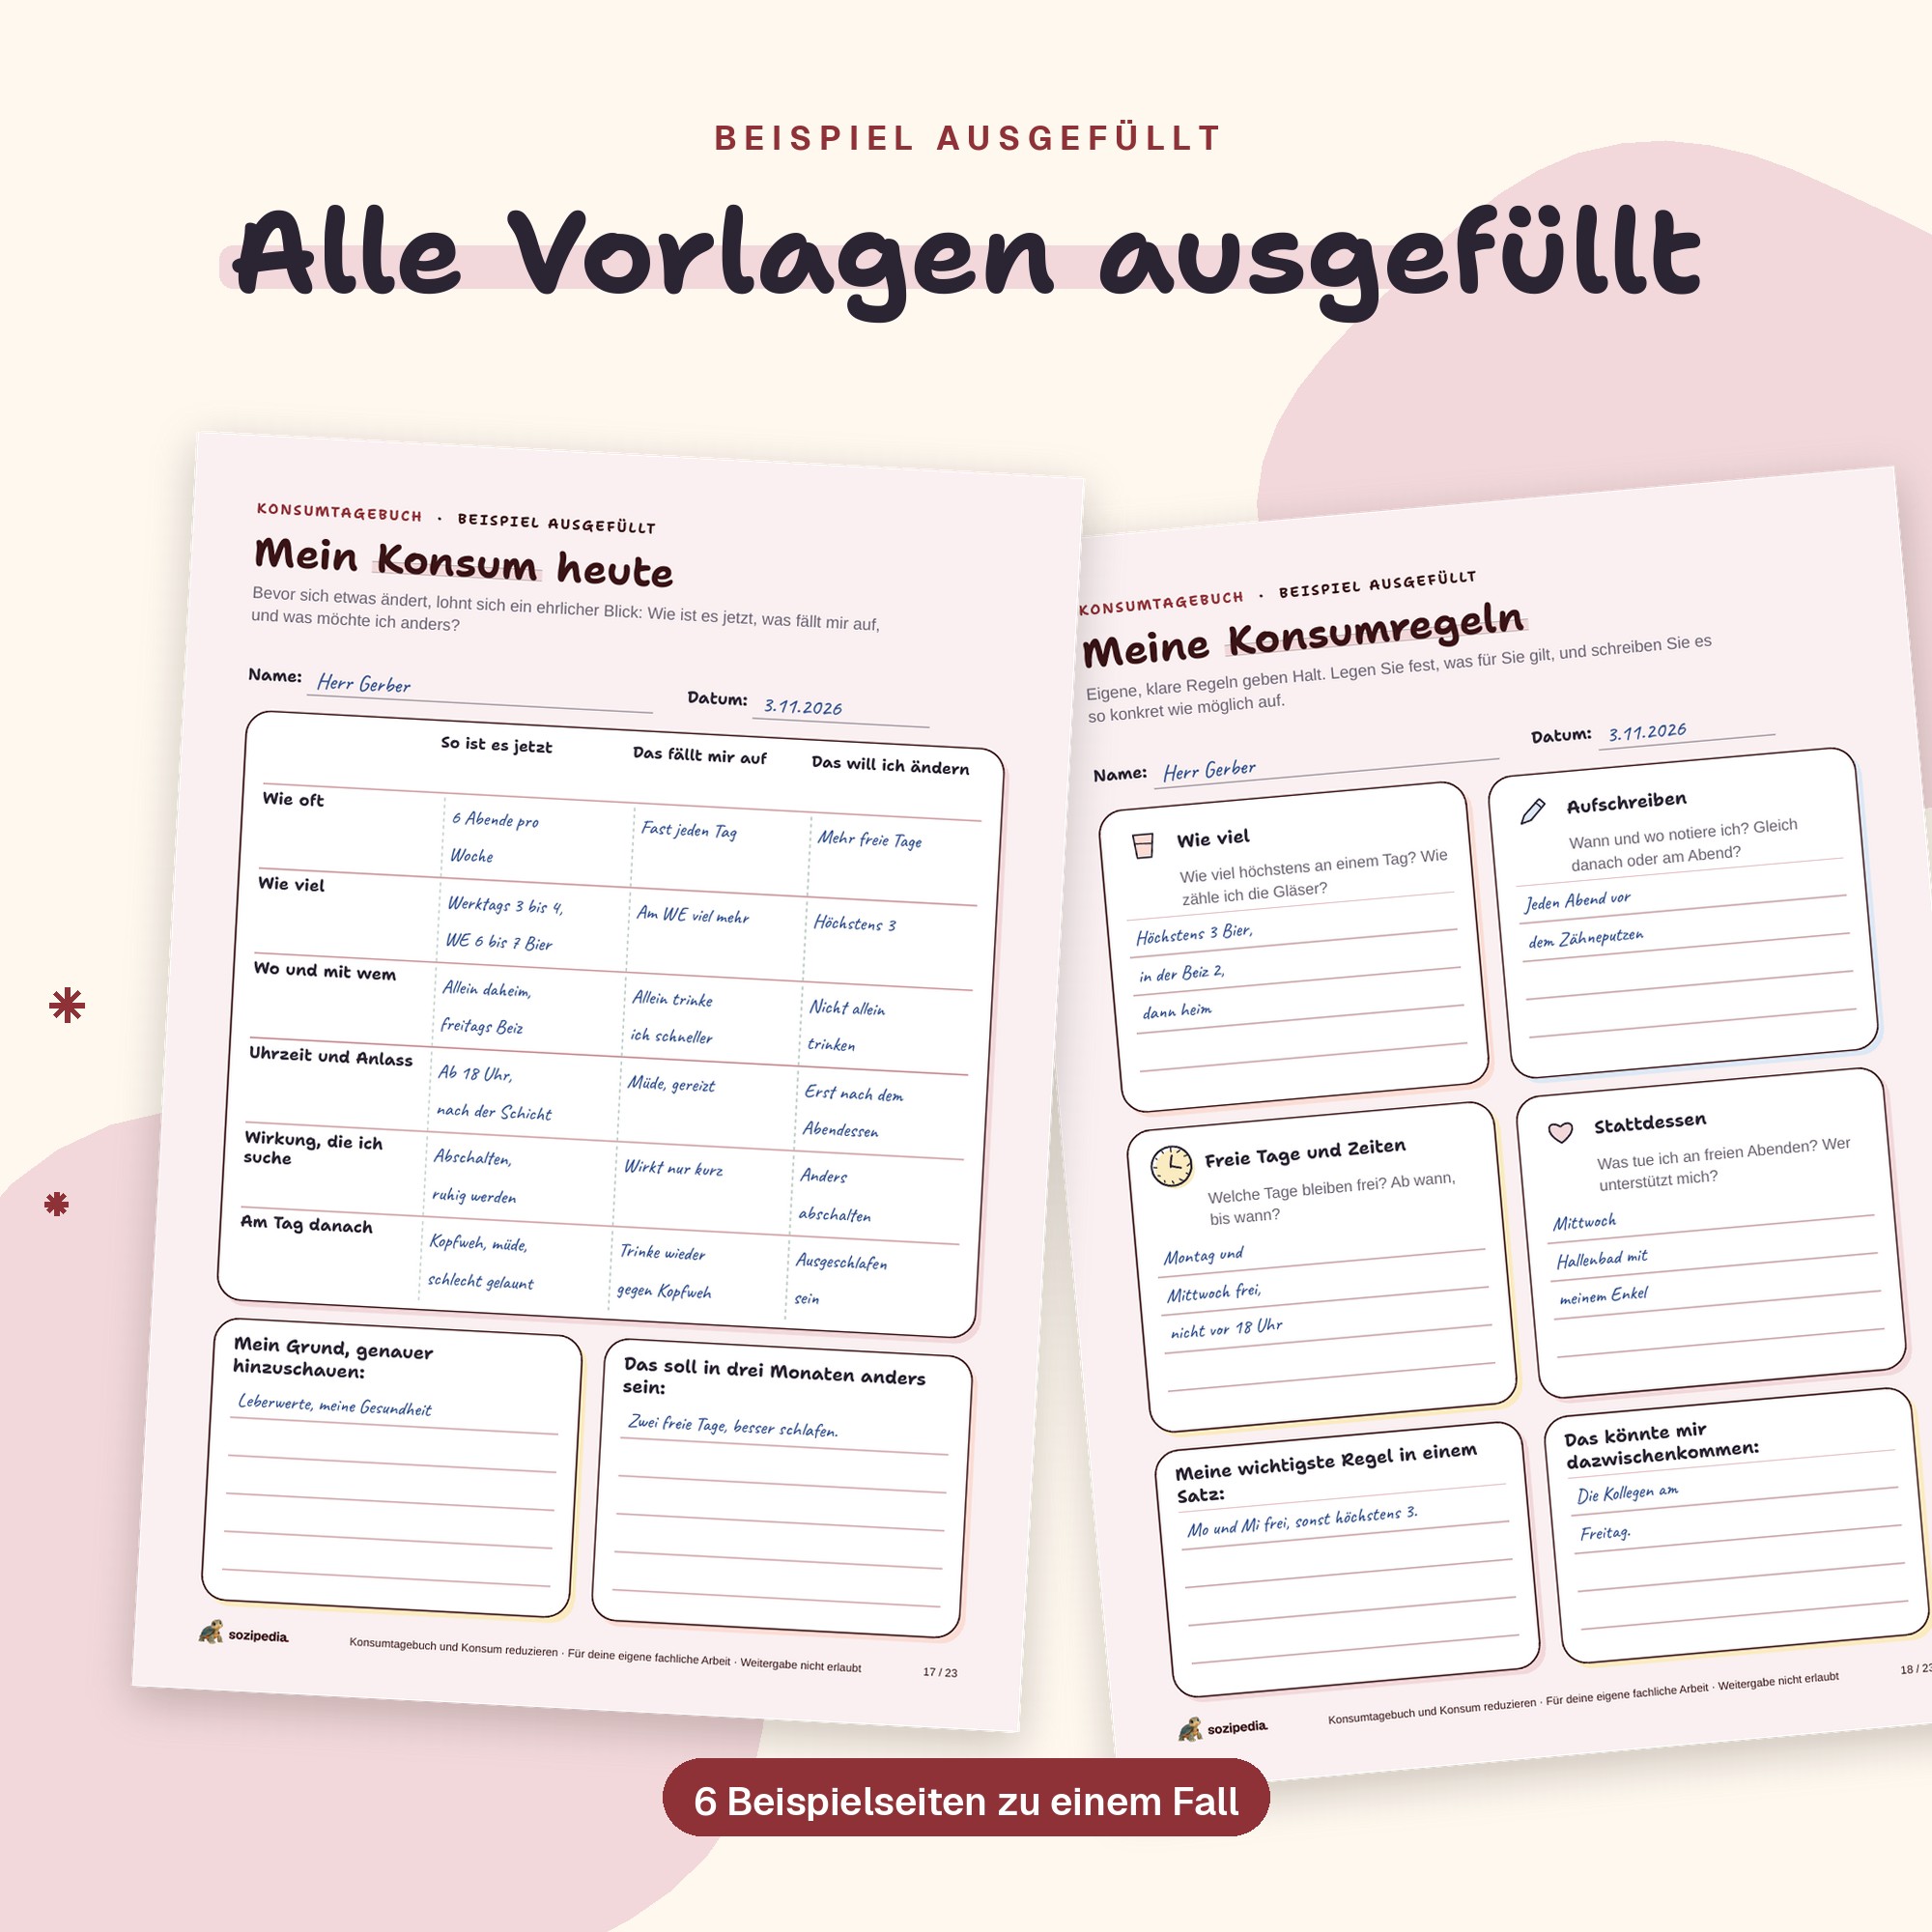 BEISPIEL AUSGEFÜLLT
Alle Vorlagen ausgefüllt
KONSUMTAGEBUCH · BEISPIEL AUSGEFÜLLT
Mein Konsum heute
Bevor sich etwas ändert, lohnt sich ein ehrlicher Blick: Wie ist es jetzt, was fällt mir auf,
und was möchte ich anders?
Name: Herr Gerber Datum: 3.11.2026
So ist es jetzt Das fällt mir auf Das will ich ändern
Wie oft
6 Abende pro
Woche
Fast jeden Tag
Mehr freie Tage
Wie viel
Werktags 3 bis 4,
WE 6 bis 7 Bier
Am WE viel mehr
Höchstens 3
Wo und mit wem
Allein daheim,
freitags Beiz
Allein trinke
ich schneller
Nicht allein
trinken
Uhrzeit und Anlass
Ab 18 Uhr,
nach der Schicht
Müde, gereizt
Erst nach dem
Abendessen
Wirkung, die ich
suche
Abschalten,
ruhig werden
Wirkt nur kurz
Anders
abschalten
Am Tag danach
Kopfweh, müde,
schlecht gelaunt
Trinke wieder
gegen Kopfweh
Ausgeschlafen
sein
Mein Grund, genauer
hinzuschauen:
Leberwerte, meine Gesundheit
Das soll in drei Monaten anders
sein:
Zwei freie Tage, besser schlafen.
sozipedia.
Konsumtagebuch und Konsum reduzieren · Für deine eigene fachliche Arbeit · Weitergabe nicht erlaubt
17 / 23
KONSUMTAGEBUCH · BEISPIEL AUSGEFÜLLT
Meine Konsumregeln
Eigene, klare Regeln geben Halt. Legen Sie fest, was für Sie gilt, und schreiben Sie es
so konkret wie möglich auf.
Name: Herr Gerber Datum: 3.11.2026
Wie viel
Wie viel höchstens an einem Tag? Wie
zähle ich die Gläser?
Höchstens 3 Bier,
in der Beiz 2,
dann heim
Aufschreiben
Wann und wo notiere ich? Gleich
danach oder am Abend?
Jeden Abend vor
dem Zähneputzen
Freie Tage und Zeiten
Welche Tage bleiben frei? Ab wann,
bis wann?
Montag und
Mittwoch frei,
nicht vor 18 Uhr
Stattdessen
Was tue ich an freien Abenden? Wer
unterstützt mich?
Mittwoch
Hallenbad mit
meinem Enkel
Meine wichtigste Regel in einem
Satz:
Mo und Mi frei, sonst höchstens 3.
Das könnte mir
dazwischenkommen:
Die Kollegen am
Freitag.
sozipedia.
Konsumtagebuch und Konsum reduzieren · Für deine eigene fachliche Arbeit · Weitergabe nicht erlaubt
18 / 23
6 Beispielseiten zu einem Fall